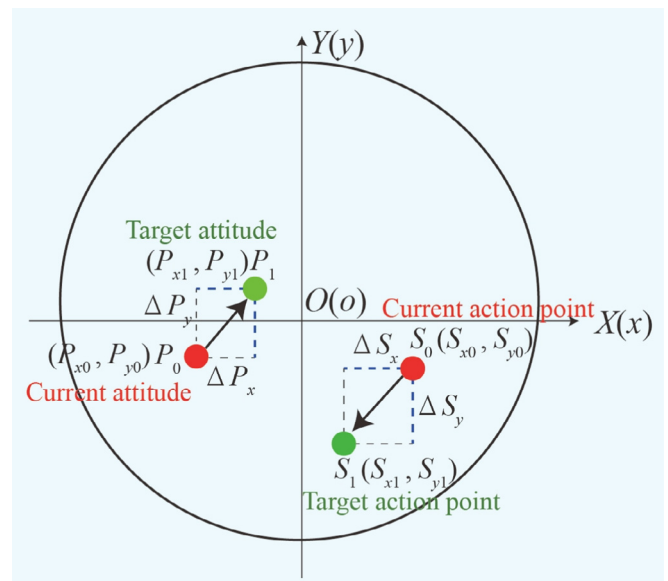 Y(y)
Target attitude
(Px1, Py1)P1
ΔPy
O(o)
Current action point
X(x)
(Px0, Py0)P0
ΔSx
S0(Sx0, Sy0)
Current attitude
ΔPx
ΔSy
S1(Sx1, Sy1)
Target action point